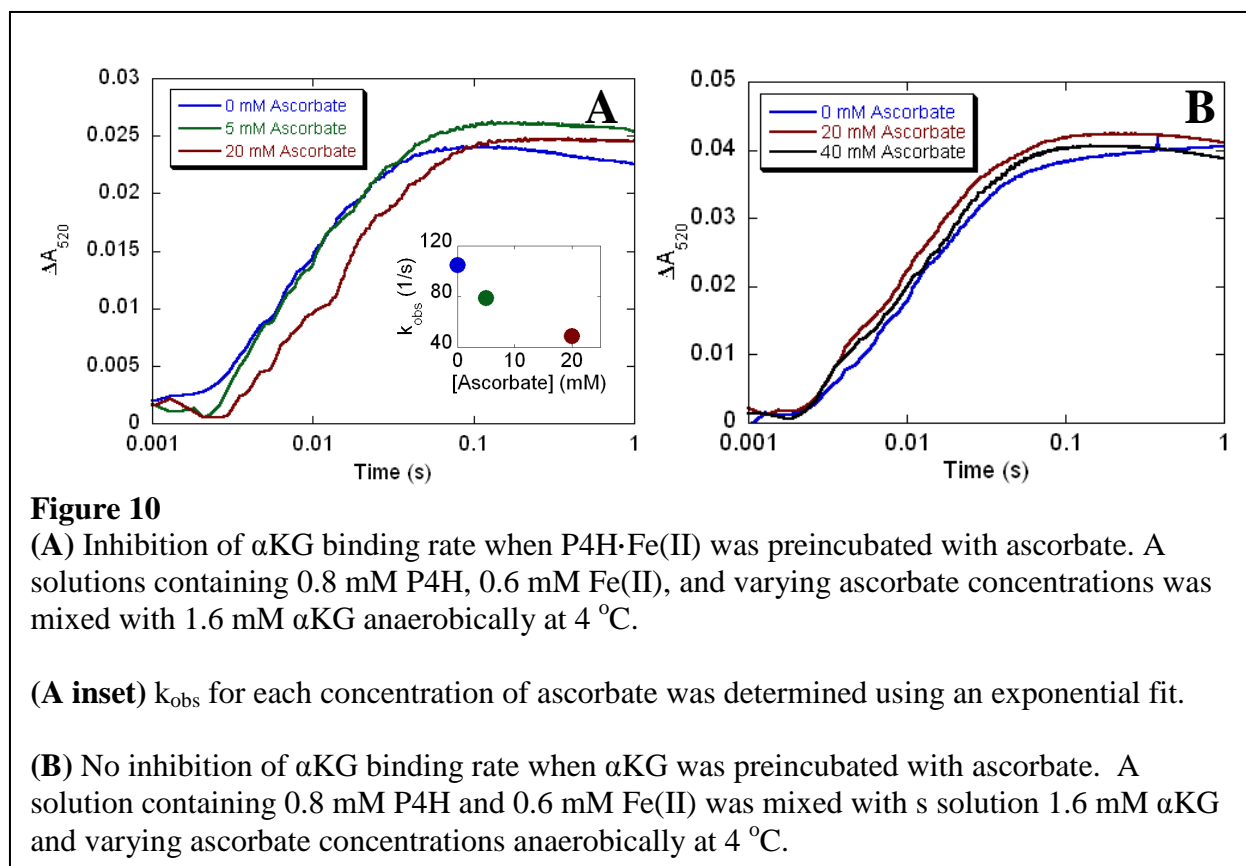 0.03
0.025
0.02
0.015
0.01
0.005
0
ΔA520
0 mM Ascorbate
5 mM Ascorbate
20 mM Ascorbate
A
120
80
40
kobs (1/s)
0 10 20
[Ascorbate] (mM)
0.001 0.01 0.1 1
Time (s)
0.05
0.04
0.03
0.02
0.01
0
ΔA520
0 mM Ascorbate
20 mM Ascorbate
40 mM Ascorbate
B
0.001 0.01 0.1 1
Time (s)
Figure 10
(A) Inhibition of αKG binding rate when P4H·Fe(II) was preincubated with ascorbate. A
solutions containing 0.8 mM P4H, 0.6 mM Fe(II), and varying ascorbate concentrations was
mixed with 1.6 mM αKG anaerobically at 4 °C.
(A inset) kobs for each concentration of ascorbate was determined using an exponential fit.
(B) No inhibition of αKG binding rate when αKG was preincubated with ascorbate. A
solution containing 0.8 mM P4H and 0.6 mM Fe(II) was mixed with s solution 1.6 mM αKG
and varying ascorbate concentrations anaerobically at 4 °C.